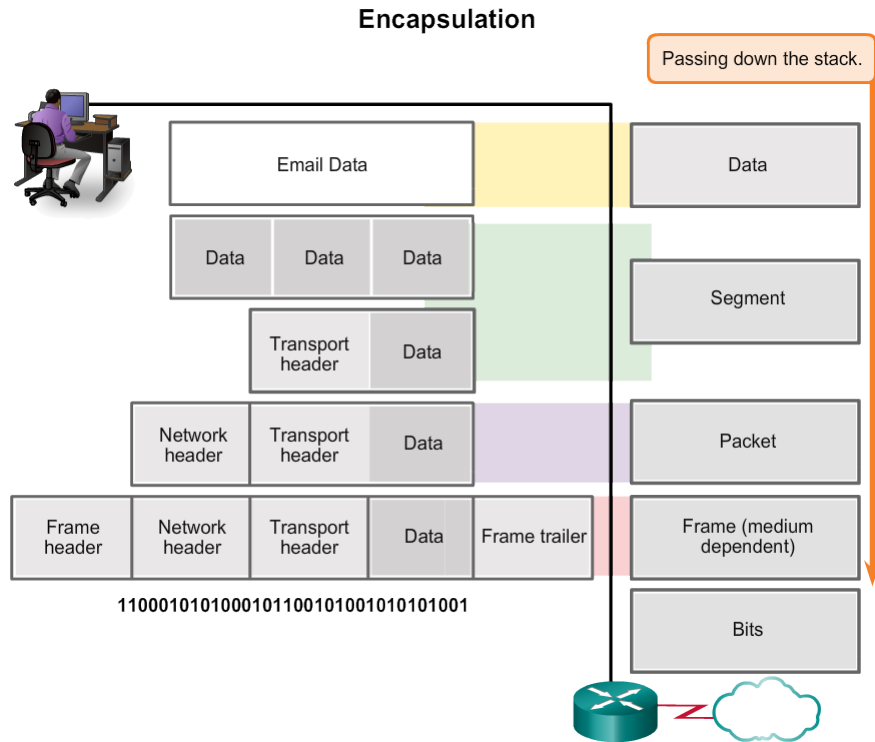 Encapsulation
Passing down the stack.
Email Data
Data
Data
Data
Data
Segment
Transport
header
Data
Network
header
Transport
header
Data
Packet
Frame
header
Network
header
Transport
header
Data
Frame trailer
Frame (medium
dependent)
1100010101000101100101001010101001
Bits